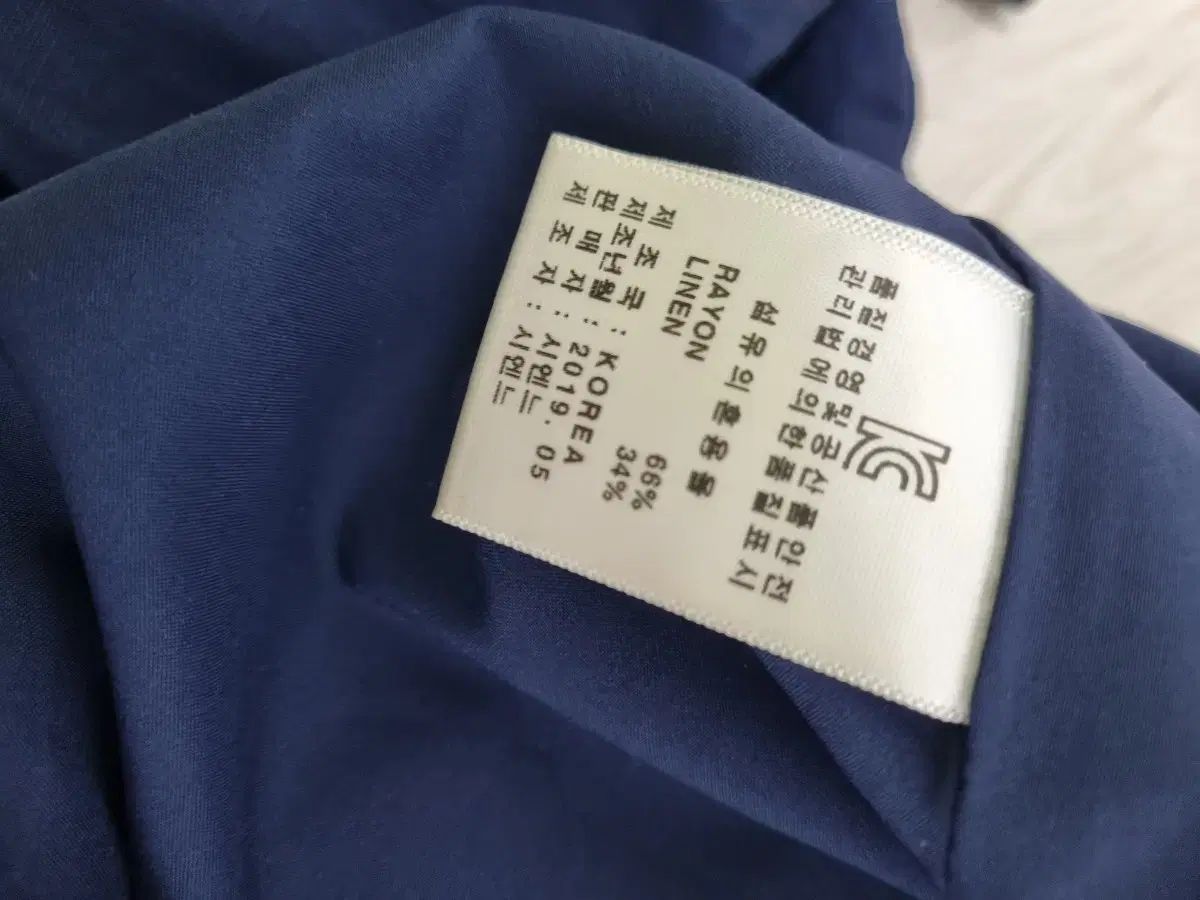 KC
품질경영 및 공산품안전
관리법에 의한 품질표시
섬유의 혼용율
RAYON 66%
LINEN 34%
제 조 국 : KOREA
제조년월 : 2019. 05
판 매 자 : 시엔느
제 조 자 : 시엔느